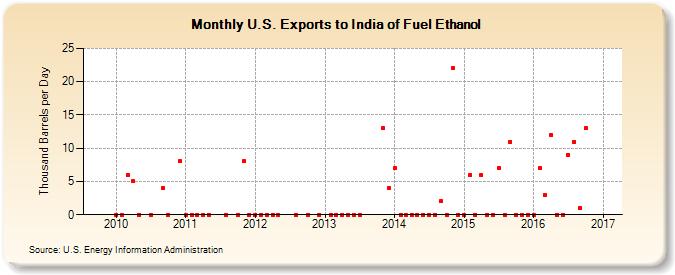 Monthly U.S. Exports to India of Fuel Ethanol
Thousand Barrels per Day
25
20
15
10
5
0
2010 2011 2012 2013 2014 2015 2016 2017
Source: U.S. Energy Information Administration